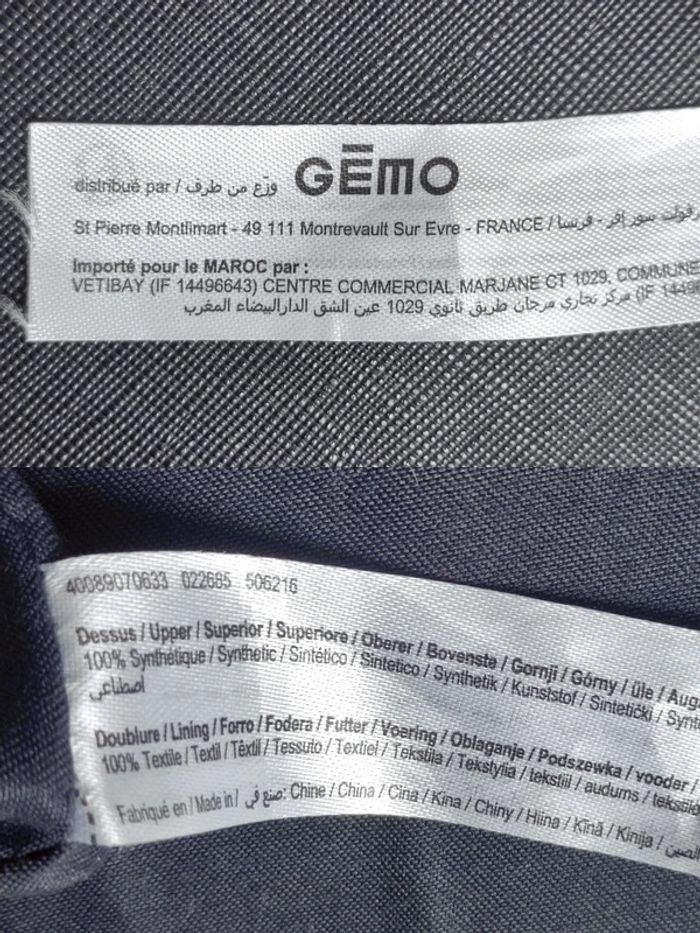 distribué par / وزع من طرف GĒMO
St Pierre Montlimart - 49 111 Montrevault Sur Evre - FRANCE / فرنسا
Importé pour le MAROC par :
VETIBAY (IF 14496643) CENTRE COMMERCIAL MARJANE CT 1029, COMMUNE
مركز تجاري مرجان طريق ثانوي 1029 عين الشق الدارالبيضاء المغرب
40089070633 022685 506216
Dessus / Upper / Superior / Superiore / Oberer / Bovenste / Gornji / Górny / üle /
100% Synthétique / Synthetic / Sintético / Sintetico / Synthetik / Kunststof / Sintetički /
اصطناعي
Doublure / Lining / Forro / Fodera / Futter / Voering / Oblaganje / Podszewka / vooder /
100% Textile / Textil / Têxtil / Tessuto / Textiel / Tekstila / Tekstylia / tekstiil / audums /
Fabriqué en / Made in / صنع في: Chine / China / Cina / Kina / Chiny / Hiina / Kīnā / Kinija / الصين